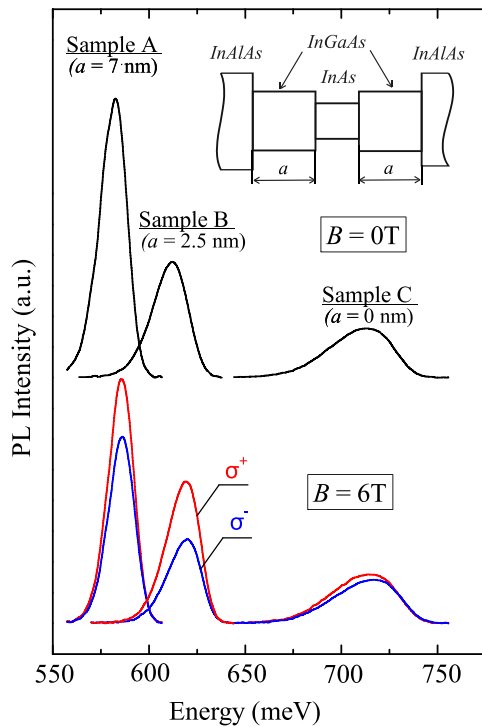 Sample A
(a = 7 nm)
InAlAs
InGaAs
InAlAs
InAs
a
a
Sample B
(a = 2.5 nm)
B = 0T
Sample C
(a = 0 nm)
PL Intensity (a.u.)
σ+
σ-
B = 6T
550
600
650
700
750
Energy (meV)